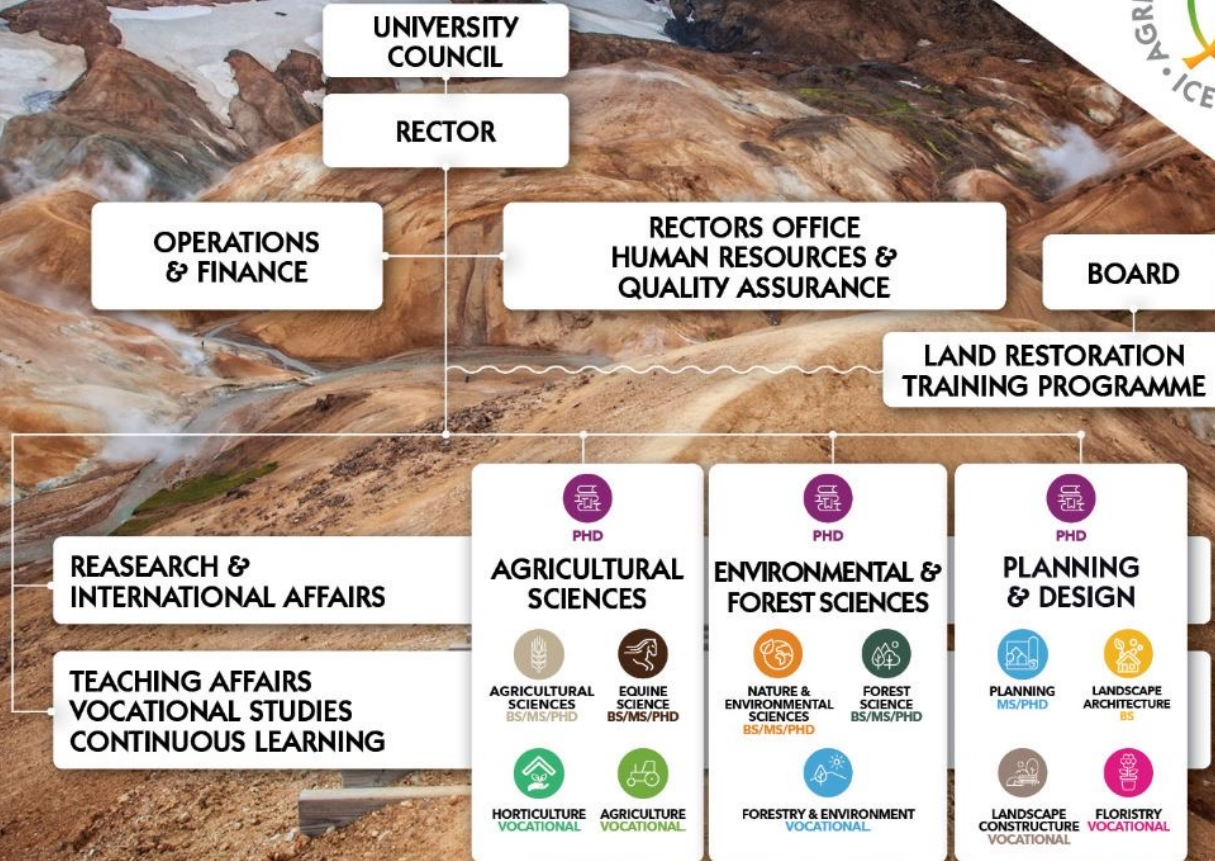 UNIVERSITY
COUNCIL
RECTOR
OPERATIONS
& FINANCE
RECTORS OFFICE
HUMAN RESOURCES &
QUALITY ASSURANCE
BOARD
LAND RESTORATION
TRAINING PROGRAMME
REASEARCH &
INTERNATIONAL AFFAIRS
TEACHING AFFAIRS
VOCATIONAL STUDIES
CONTINUOUS LEARNING
PHD
AGRICULTURAL
SCIENCES
AGRICULTURAL
SCIENCES
BS/MS/PHD
EQUINE
SCIENCE
BS/MS/PHD
HORTICULTURE
VOCATIONAL
AGRICULTURE
VOCATIONAL
PHD
ENVIRONMENTAL &
FOREST SCIENCES
NATURE &
ENVIRONMENTAL
SCIENCES
BS/MS/PHD
FOREST
SCIENCE
BS/MS/PHD
FORESTRY & ENVIRONMENT
VOCATIONAL
PHD
PLANNING
& DESIGN
PLANNING
MS/PHD
LANDSCAPE
ARCHITECTURE
BS
LANDSCAPE
CONSTRUCTURE
VOCATIONAL
FLORISTRY
VOCATIONAL